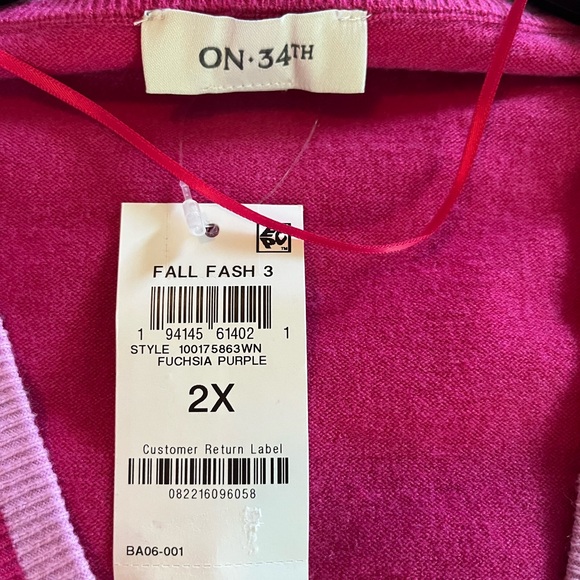 ON·34TH
EPC
FALL FASH 3
1 94145 61402 1
STYLE 100175863WN
FUCHSIA PURPLE
2X
Customer Return Label
082216096058
BA06-001